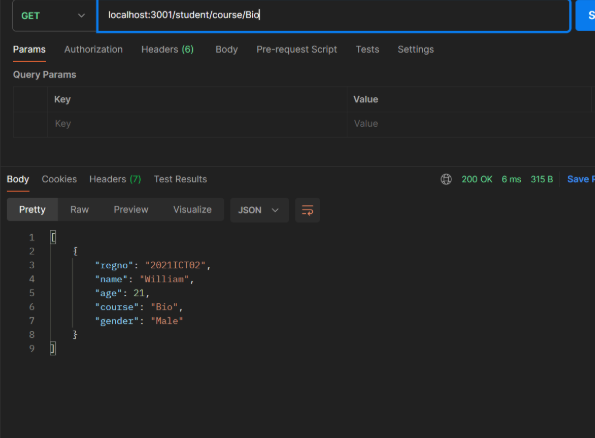 GET localhost:3001/student/course/Bio S
Params Authorization Headers (6) Body Pre-request Script Tests Settings
Query Params
Key Value
Key Value
Body Cookies Headers (7) Test Results 200 OK 6 ms 315 B Save R
Pretty Raw Preview Visualize JSON
1 [
2 {
3 "regno": "2021ICT02",
4 "name": "William",
5 "age": 21,
6 "course": "Bio",
7 "gender": "Male"
8 }
9 ]